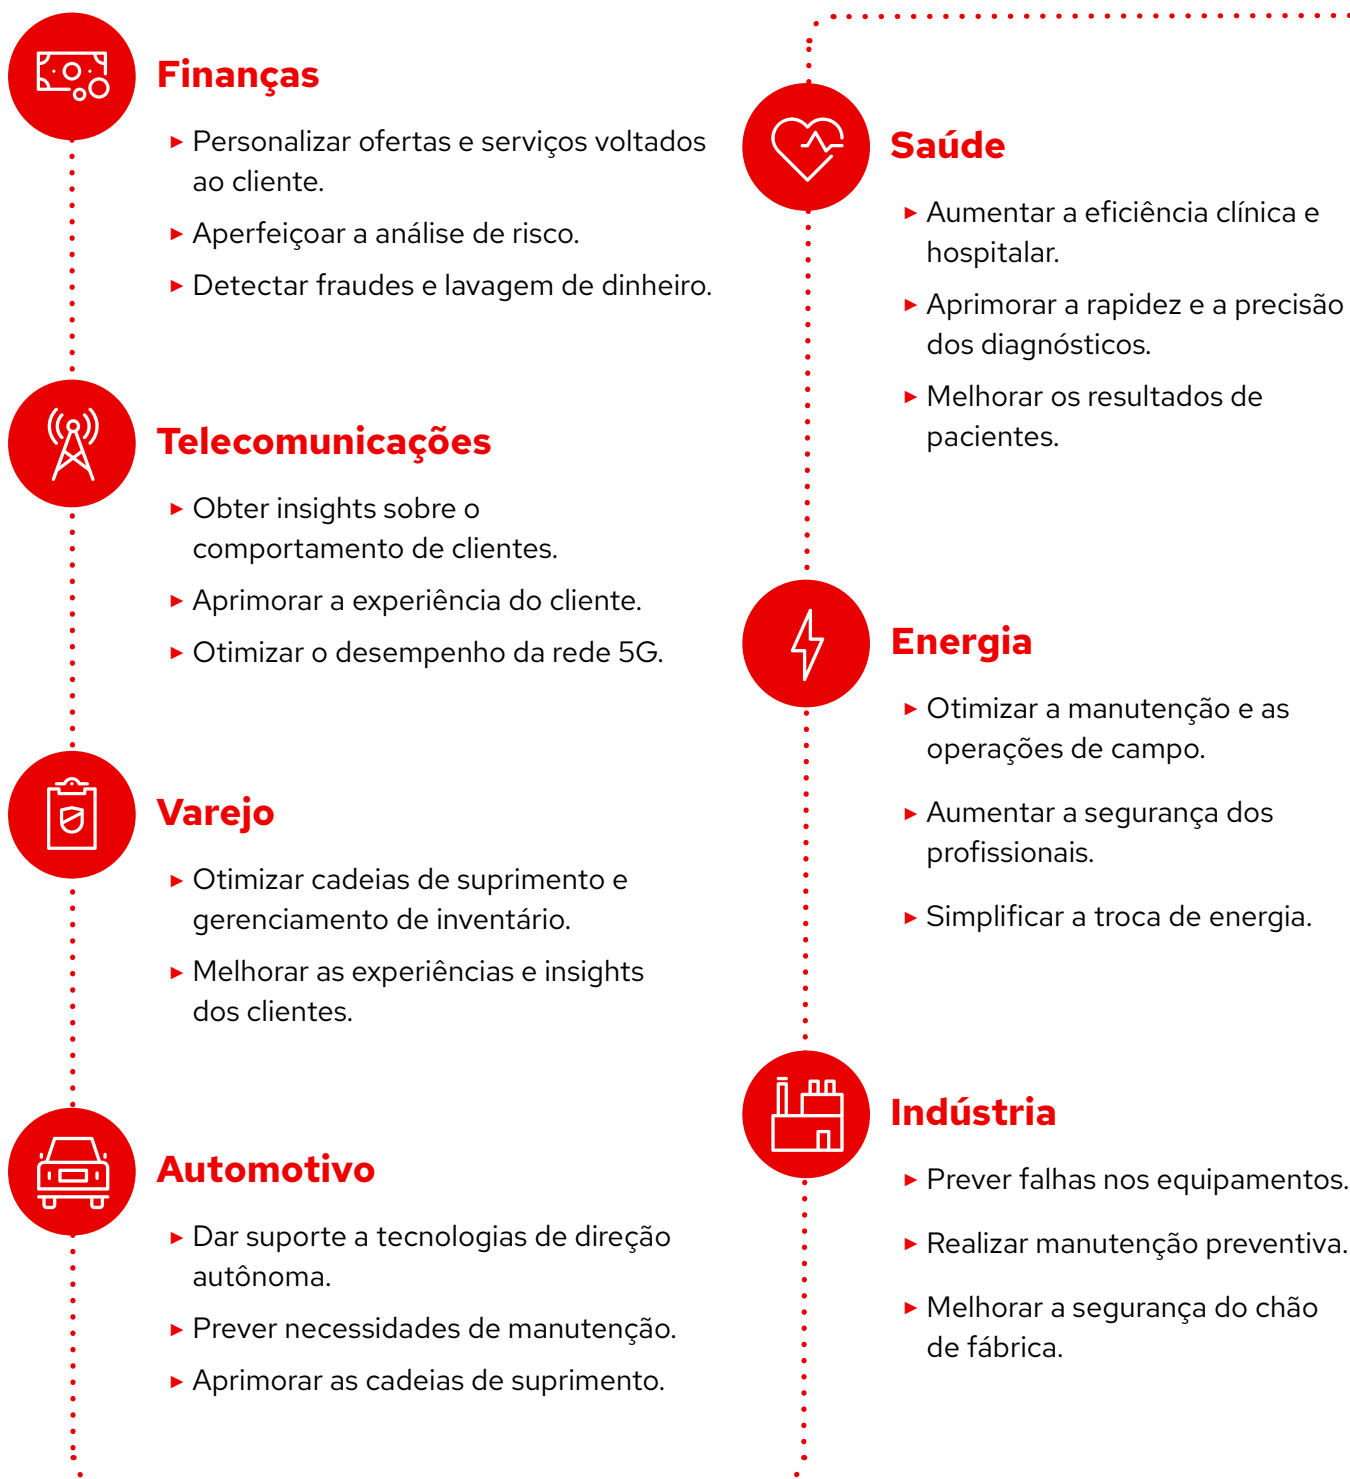 Finanças
▸ Personalizar ofertas e serviços voltados
ao cliente.
▸ Aperfeiçoar a análise de risco.
▸ Detectar fraudes e lavagem de dinheiro.
Telecomunicações
▸ Obter insights sobre o
comportamento de clientes.
▸ Aprimorar a experiência do cliente.
▸ Otimizar o desempenho da rede 5G.
Varejo
▸ Otimizar cadeias de suprimento e
gerenciamento de inventário.
▸ Melhorar as experiências e insights
dos clientes.
Automotivo
▸ Dar suporte a tecnologias de direção
autônoma.
▸ Prever necessidades de manutenção.
▸ Aprimorar as cadeias de suprimento.
Saúde
▸ Aumentar a eficiência clínica e
hospitalar.
▸ Aprimorar a rapidez e a precisão
dos diagnósticos.
▸ Melhorar os resultados de
pacientes.
Energia
▸ Otimizar a manutenção e as
operações de campo.
▸ Aumentar a segurança dos
profissionais.
▸ Simplificar a troca de energia.
Indústria
▸ Prever falhas nos equipamentos.
▸ Realizar manutenção preventiva.
▸ Melhorar a segurança do chão
de fábrica.